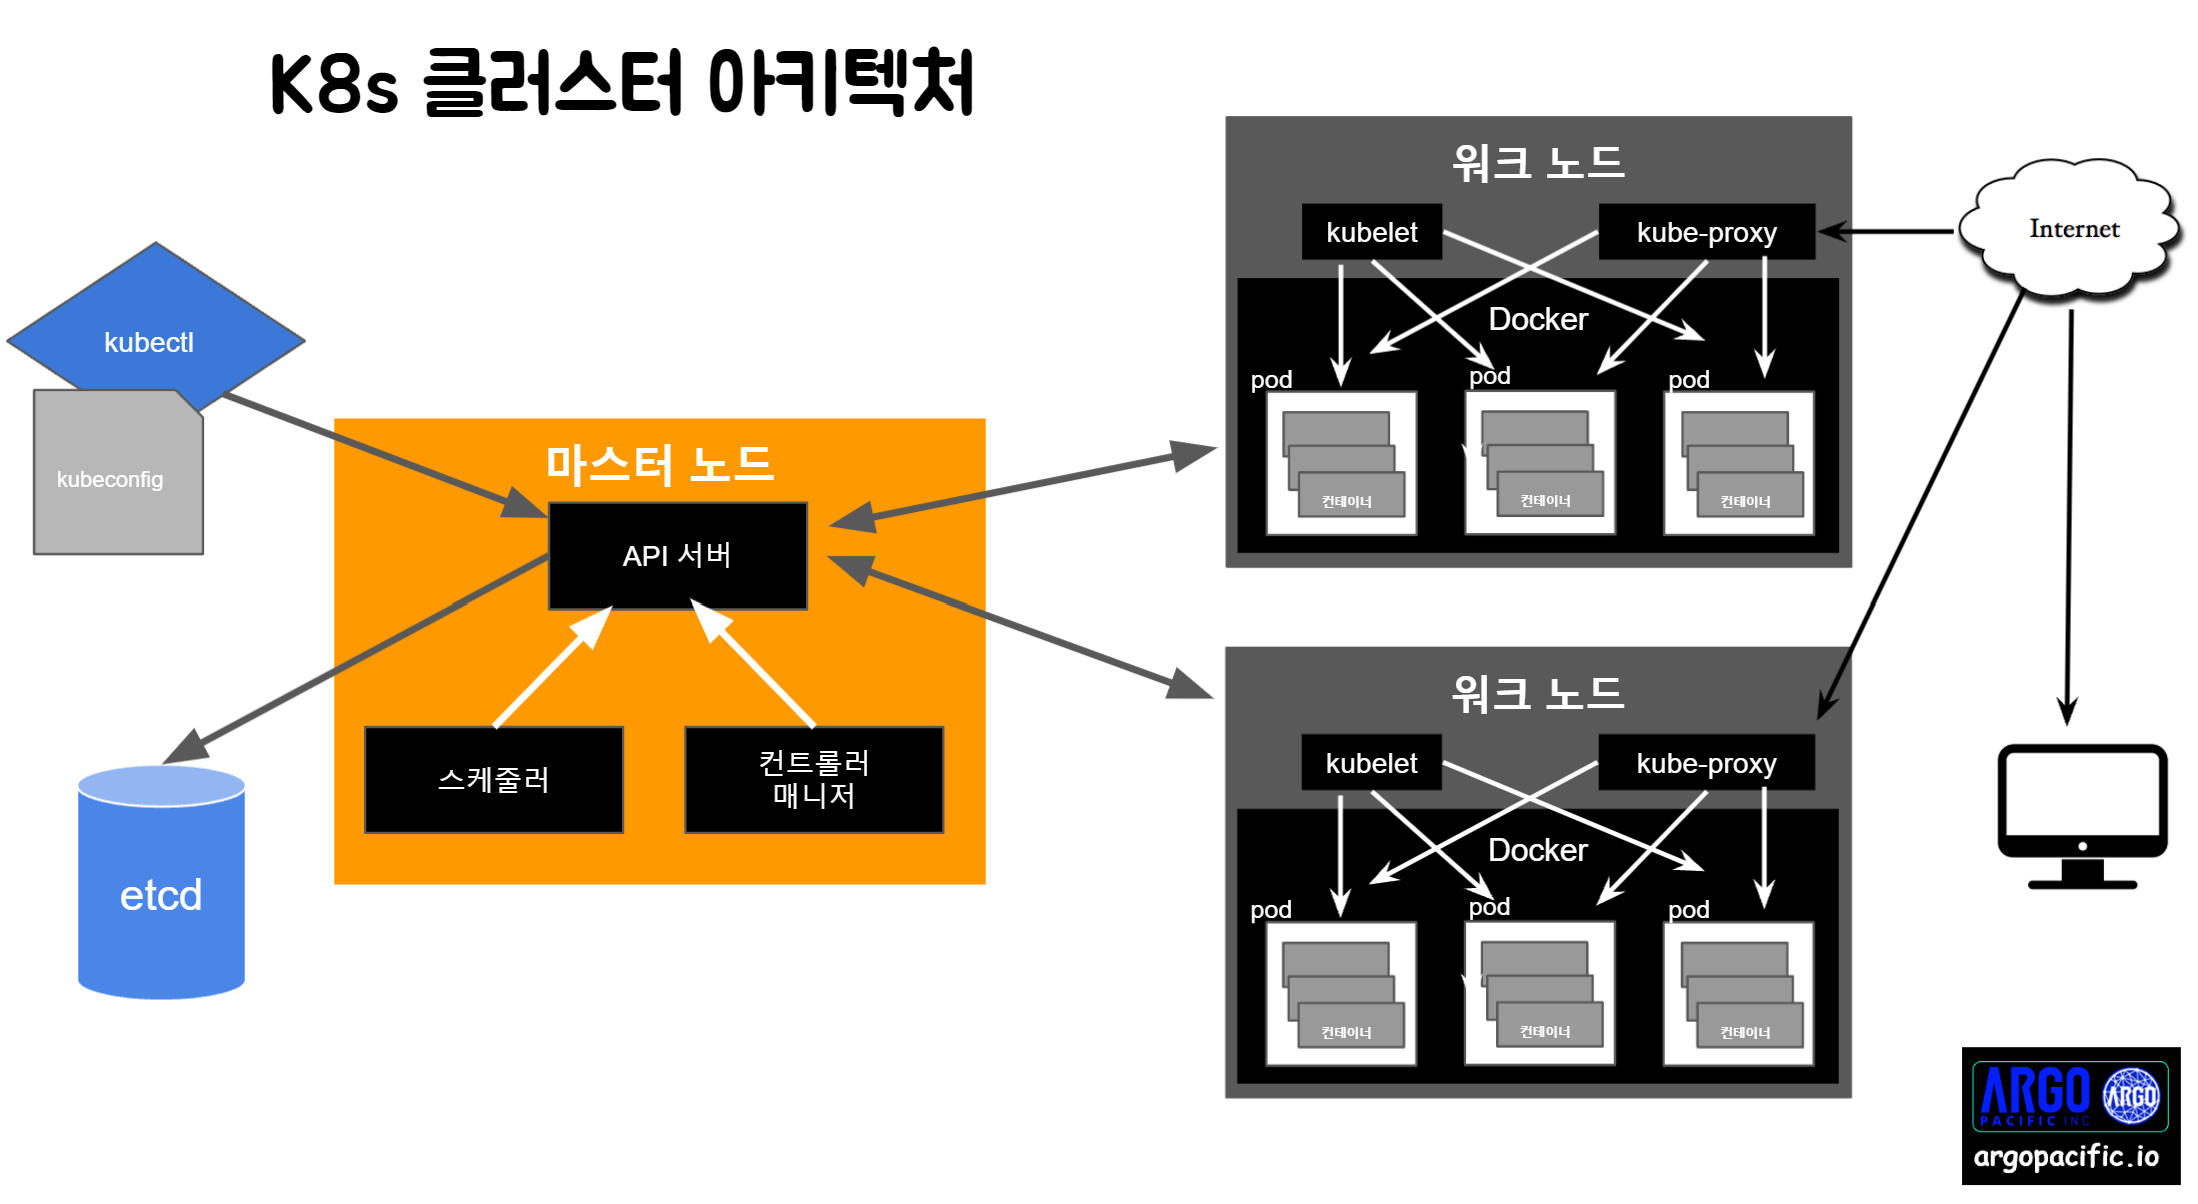 K8s 클러스터 아키텍처
kubectl
kubeconfig
etcd
마스터 노드
API 서버
스케줄러
컨트롤러
매니저
워크 노드
kubelet
kube-proxy
Docker
pod
pod
pod
컨테이너
컨테이너
컨테이너
워크 노드
kubelet
kube-proxy
Docker
pod
pod
pod
컨테이너
컨테이너
컨테이너
Internet
ARGO
PACIFIC INC
ARGO
argopacific.io